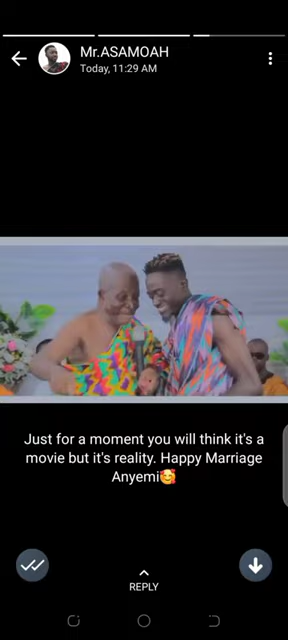 Mr.ASAMOAH
Today, 11:29 AM
Just for a moment you will think it's a
movie but it's reality. Happy Marriage
Anyemi🥰
REPLY